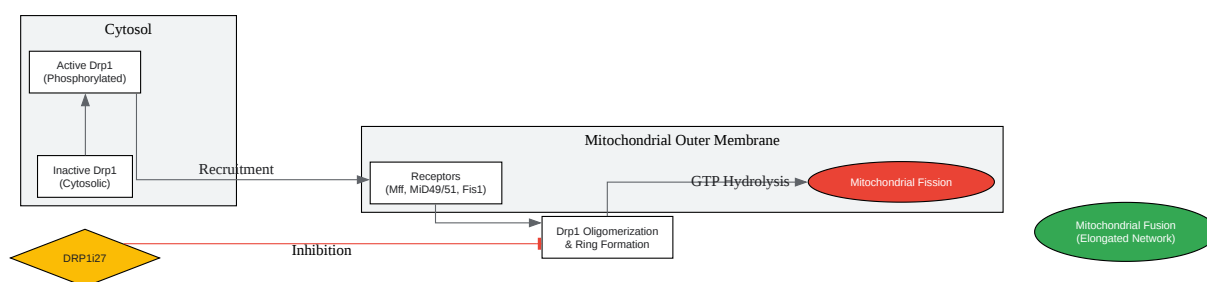 Cytosol
Active Drp1
(Phosphorylated)
Inactive Drp1
(Cytosolic)
Recruitment
Mitochondrial Outer Membrane
Receptors
(Mff, MiD49/51, Fis1)
GTP Hydrolysis
Mitochondrial Fission
Drp1 Oligomerization
& Ring Formation
DRP1i27
Inhibition
Mitochondrial Fusion
(Elongated Network)